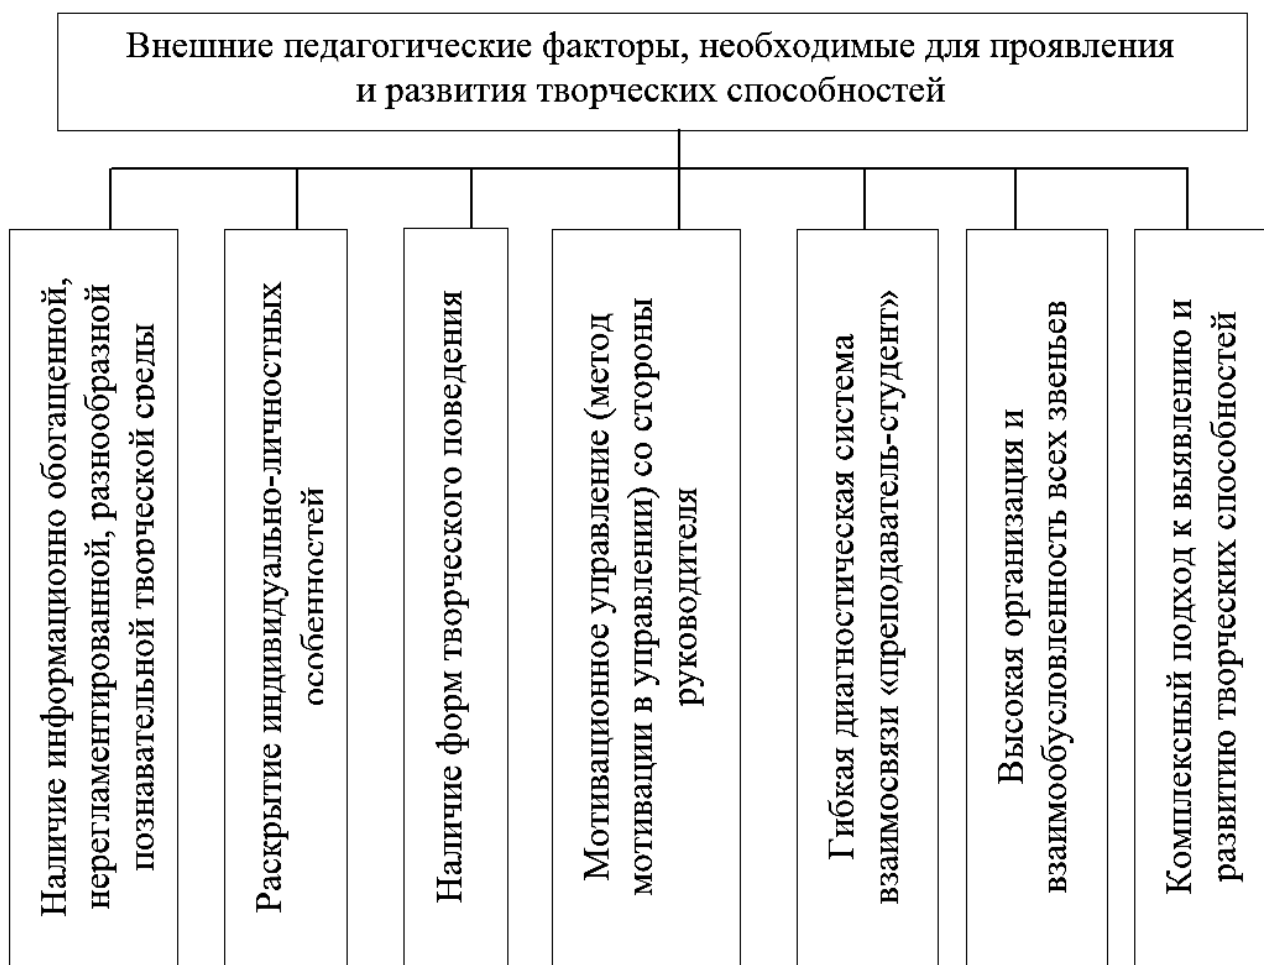 Внешние педагогические факторы, необходимые для проявления
и развития творческих способностей
Наличие информационно обогащенной,
нерегламентированной, разнообразной
познавательной творческой среды
Раскрытие индивидуально-личностных
особенностей
Наличие форм творческого поведения
Мотивационное управление (метод
мотивации в управлении) со стороны
руководителя
Гибкая диагностическая система
взаимосвязи «преподаватель-студент»
Высокая организация и
взаимообусловленность всех звеньев
Комплексный подход к выявлению и
развитию творческих способностей